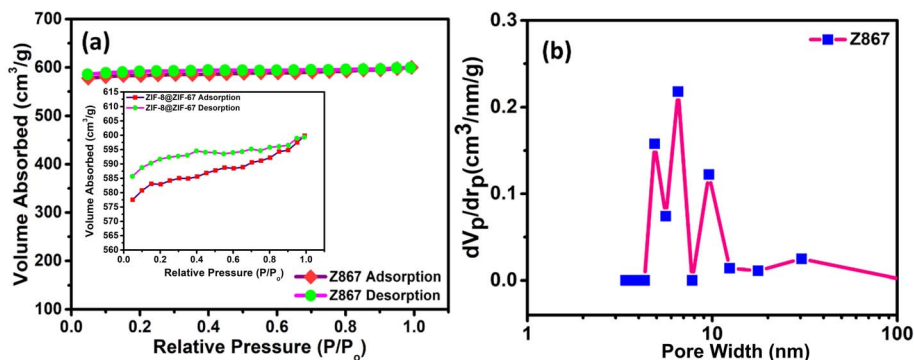 (a)
Volume Absorbed (cm³/g)
700
600
500
400
300
200
100
0.0 0.2 0.4 0.6 0.8 1.0
Relative Pressure (P/Pₒ)
Z867 Adsorption
Z867 Desorption
ZIF-8@ZIF-67 Adsorption
ZIF-8@ZIF-67 Desorption
Volume Absorbed (cm³/g)
615
610
605
600
595
590
585
580
575
570
565
560
0.0 0.2 0.4 0.6 0.8 1.0
Relative Pressure (P/Pₒ)
(b)
Z867
dVₚ/drₚ(cm³/nm/g)
0.3
0.2
0.1
0.0
1 10 100
Pore Width (nm)